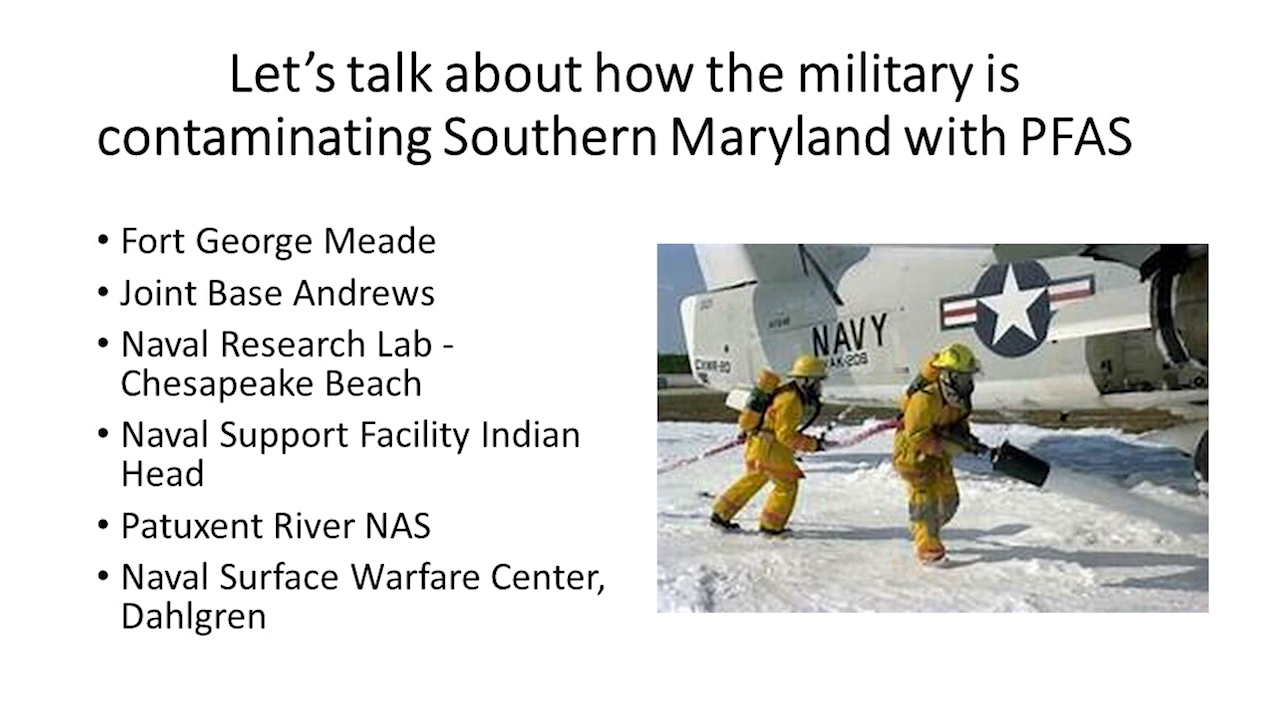 Let's talk about how the military is
contaminating Southern Maryland with PFAS
• Fort George Meade
• Joint Base Andrews
• Naval Research Lab -
Chesapeake Beach
• Naval Support Facility Indian
Head
• Patuxent River NAS
• Naval Surface Warfare Center,
Dahlgren
NAVY